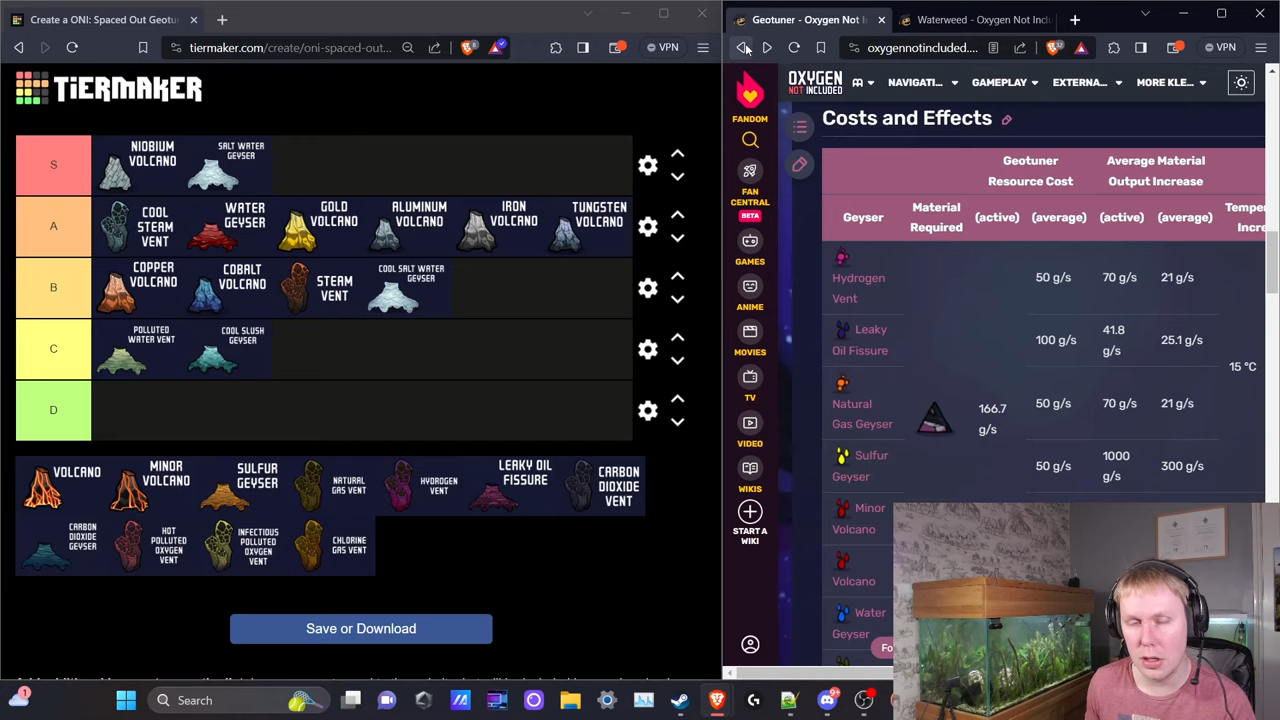 Create a ONI: Spaced Out Geotun
Geotuner - Oxygen Not In
Waterweed - Oxygen Not Inclu
tiermaker.com/create/oni-spaced-out...
VPN
oxygennotincluded....
VPN
TIERMAKER
S
NIOBIUM VOLCANO
SALT WATER GEYSER
A
COOL STEAM VENT
WATER GEYSER
GOLD VOLCANO
ALUMINUM VOLCANO
IRON VOLCANO
TUNGSTEN VOLCANO
B
COPPER VOLCANO
COBALT VOLCANO
STEAM VENT
COOL SALT WATER GEYSER
C
POLLUTED WATER VENT
COOL SLUSH GEYSER
D
VOLCANO
MINOR VOLCANO
SULFUR GEYSER
NATURAL GAS VENT
HYDROGEN VENT
LEAKY OIL FISSURE
CARBON DIOXIDE VENT
CARBON DIOXIDE GEYSER
HOT POLLUTED OXYGEN VENT
INFECTIOUS POLLUTED OXYGEN VENT
CHLORINE GAS VENT
Save or Download
FANDOM
FAN CENTRAL
BETA
GAMES
ANIME
MOVIES
TV
VIDEO
WIKIS
START A WIKI
OXYGEN NOT INCLUDED
NAVIGATI...
GAMEPLAY
EXTERNA...
MORE KLE...
Costs and Effects
Geotuner Resource Cost
Average Material Output Increase
Geyser
Material Required
(active)
(average)
(active)
(average)
Temper
Incre
Hydrogen Vent
50 g/s
70 g/s
21 g/s
Leaky Oil Fissure
100 g/s
41.8 g/s
25.1 g/s
15 °C
Natural Gas Geyser
166.7 g/s
50 g/s
70 g/s
21 g/s
Sulfur Geyser
50 g/s
1000 g/s
300 g/s
Minor Volcano
Volcano
Water Geyser
Fo
1
Search
9+